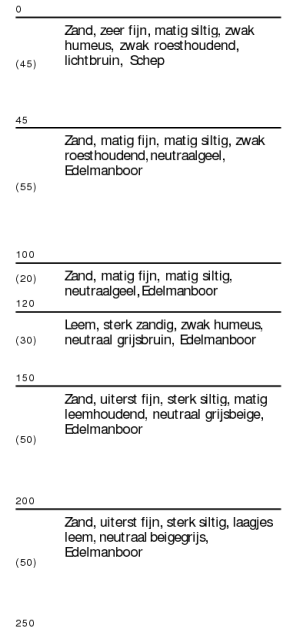 0
Zand, zeer fijn, matig siltig, zwak
humeus, zwak roesthoudend,
(45) lichtbruin, Schep
45
Zand, matig fijn, matig siltig, zwak
roesthoudend, neutraalgeel,
Edelmanboor
(55)
100
(20) Zand, matig fijn, matig siltig,
neutraalgeel, Edelmanboor
120
Leem, sterk zandig, zwak humeus,
(30) neutraal grijsbruin, Edelmanboor
150
Zand, uiterst fijn, sterk siltig, matig
leemhoudend, neutraal grijsbeige,
Edelmanboor
(50)
200
Zand, uiterst fijn, sterk siltig, laagjes
leem, neutraal beigegrijs,
Edelmanboor
(50)
250